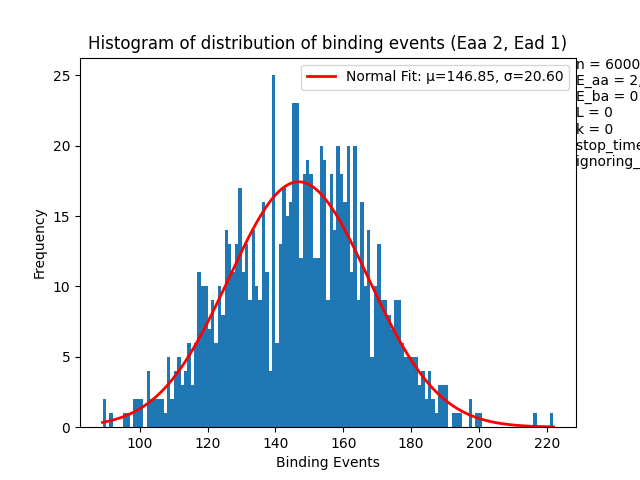 Histogram of distribution of binding events (Eaa 2, Ead 1)
Normal Fit: μ=146.85, σ=20.60
n = 6000
E_aa = 2,
E_ba = 0
L = 0
k = 0
stop_time
ignoring_
25
20
15
10
5
0
Frequency
100 120 140 160 180 200 220
Binding Events